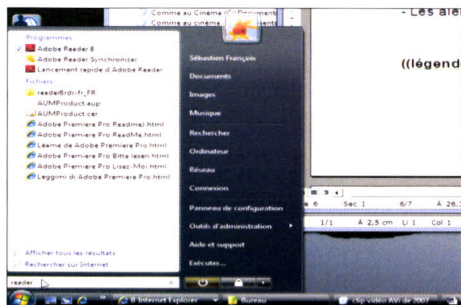 Comme au Cinéma
Comme au cinéma
- Les
((légend
Programmes
Adobe Reader 8
Adobe Reader Synchronizer
Lancement rapide d'Adobe Reader
Fichiers
reader8rdr-fr_FR
AUMProduct.aup
AUMProduct.cer
Adobe Premiere Pro ReadMeJ.html
Adobe Premiere Pro ReadMe.html
Léame de Adobe Premiere Pro.html
Adobe Premiere Pro Bitte lesen.html
Adobe Premiere Pro Lisez-Moi.html
Leggimi di Adobe Premiere Pro.html
Afficher tous les résultats
Rechercher sur Internet
reader
Sébastien François
Documents
Images
Musique
Rechercher
Ordinateur
Réseau
Connexion
Panneau de configuration
Outils d'administration
Aide et support
Exécuter...
6 Sec 1 6/7 À 26,
1/1 À 2,5 cm Li 1 Col 1
8 Internet Explorer
Bureau
clip vidéo AVi de 2007